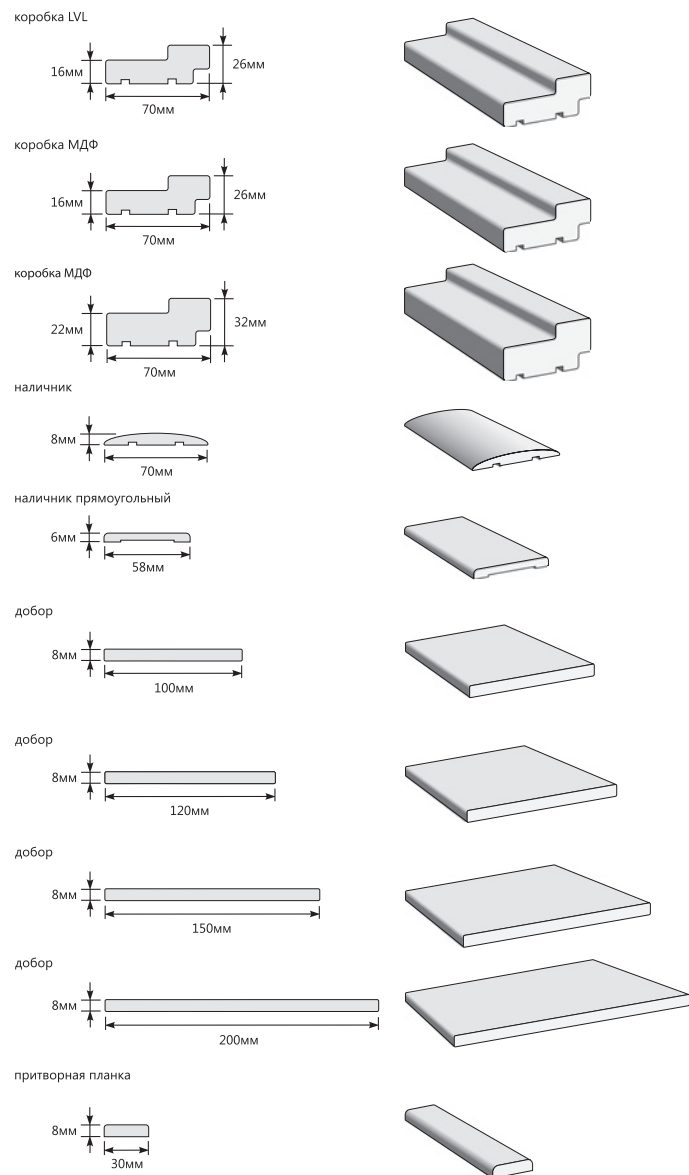 коробка LVL
16мм
26мм
70мм
коробка МДФ
16мм
26мм
70мм
коробка МДФ
22мм
32мм
70мм
наличник
8мм
70мм
наличник прямоугольный
6мм
58мм
добор
8мм
100мм
добор
8мм
120мм
добор
8мм
150мм
добор
8мм
200мм
притворная планка
8мм
30мм